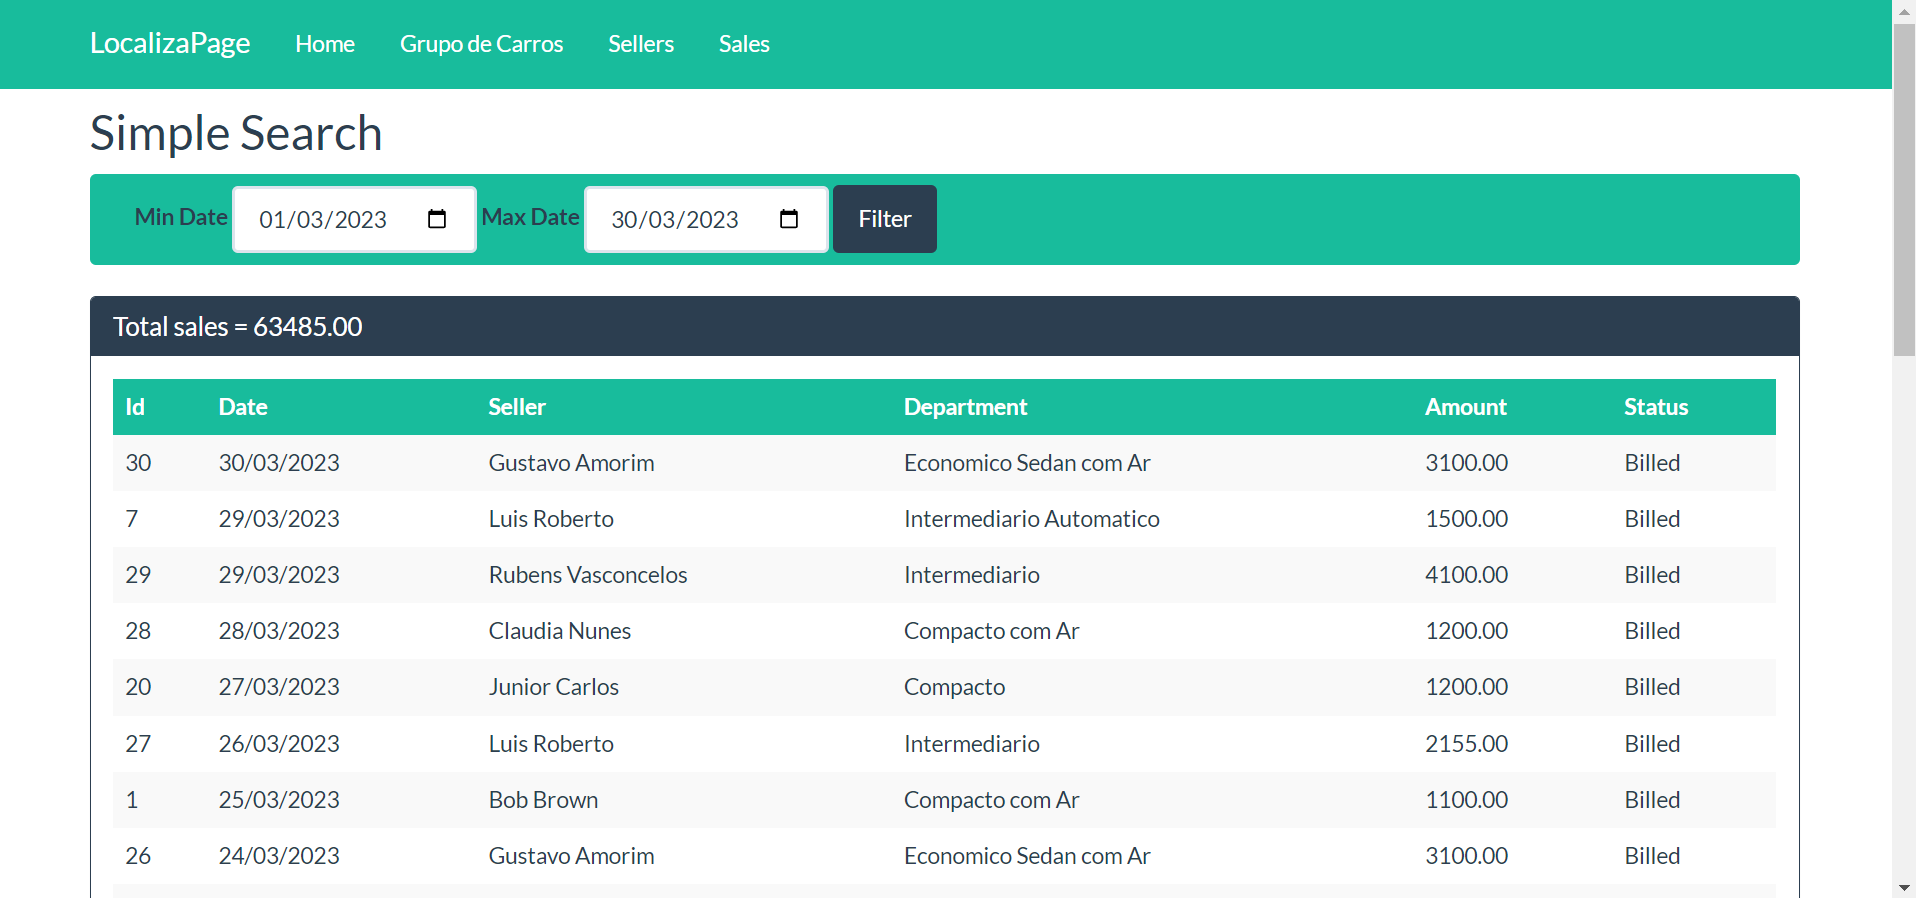 LocalizaPage Home Grupo de Carros Sellers Sales
Simple Search
Min Date 01/03/2023 Max Date 30/03/2023 Filter
Total sales = 63485.00
Id Date Seller Department Amount Status
30 30/03/2023 Gustavo Amorim Economico Sedan com Ar 3100.00 Billed
7 29/03/2023 Luis Roberto Intermediario Automatico 1500.00 Billed
29 29/03/2023 Rubens Vasconcelos Intermediario 4100.00 Billed
28 28/03/2023 Claudia Nunes Compacto com Ar 1200.00 Billed
20 27/03/2023 Junior Carlos Compacto 1200.00 Billed
27 26/03/2023 Luis Roberto Intermediario 2155.00 Billed
1 25/03/2023 Bob Brown Compacto com Ar 1100.00 Billed
26 24/03/2023 Gustavo Amorim Economico Sedan com Ar 3100.00 Billed